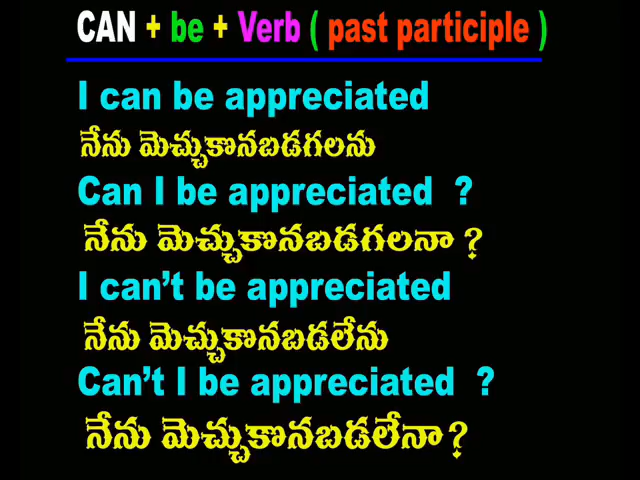 CAN + be + Verb ( past participle )
I can be appreciated
నేను మెచ్చుకొనబడగలను
Can I be appreciated ?
నేను మెచ్చుకొనబడగలనా ?
I can’t be appreciated
నేను మెచ్చుకొనబడలేను
Can’t I be appreciated ?
నేను మెచ్చుకొనబడలేనా ?